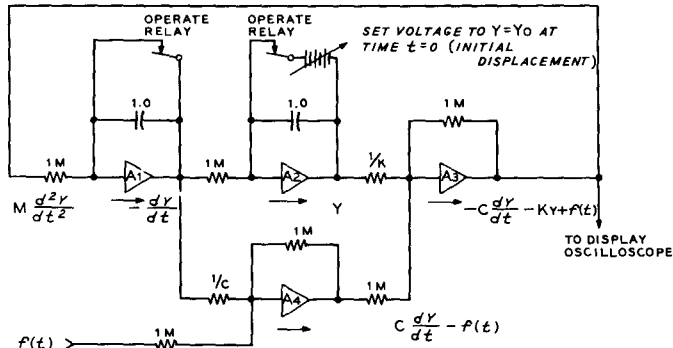 OPERATE
RELAY
OPERATE
RELAY
SET VOLTAGE TO Y=Y0 AT
TIME t=0 (INITIAL
DISPLACEMENT)
1.0
1.0
1M
1M
A1
1M
A2
1/K
A3
M d²Y/dt²
- dY/dt
Y
-C dY/dt - KY+f(t)
TO DISPLAY
OSCILLOSCOPE
1M
1/C
A4
1M
C dY/dt - f(t)
f(t)
1M